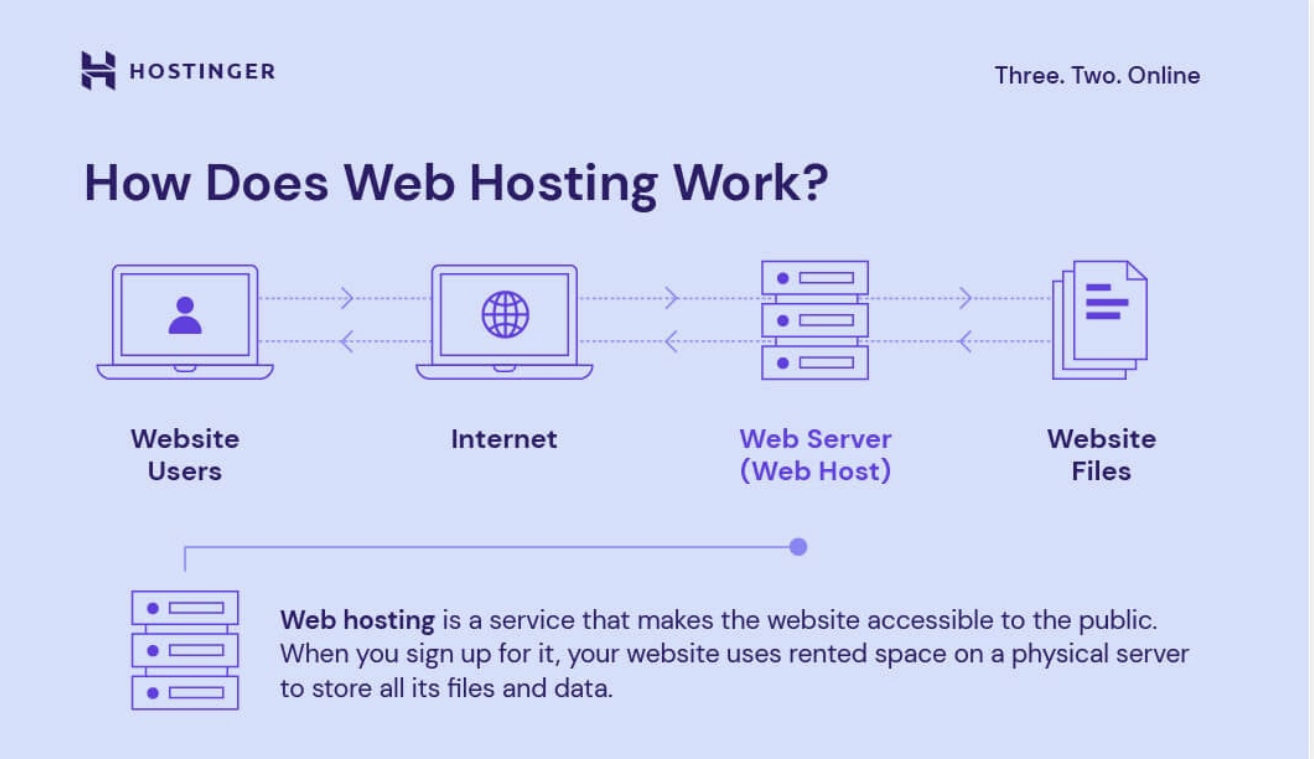 HOSTINGER
Three. Two. Online
How Does Web Hosting Work?
Website
Users
Internet
Web Server
(Web Host)
Website
Files
Web hosting is a service that makes the website accessible to the public.
When you sign up for it, your website uses rented space on a physical server
to store all its files and data.